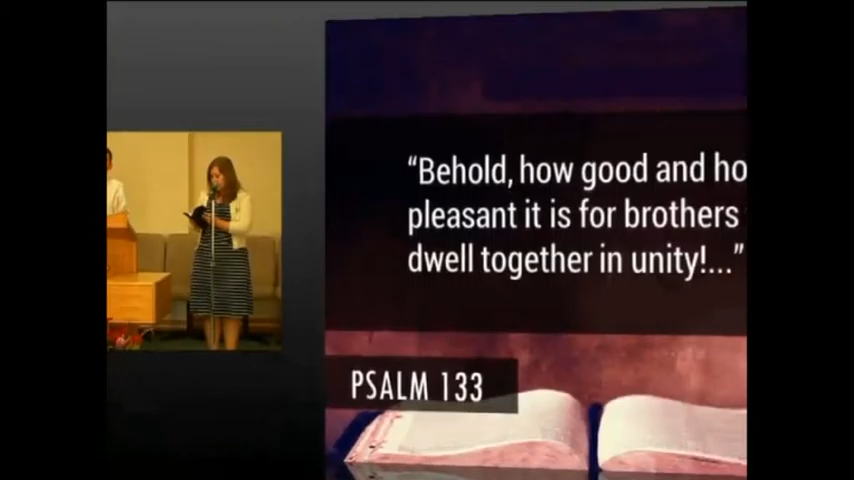 “Behold, how good and ho
pleasant it is for brothers
dwell together in unity!...”
PSALM 133